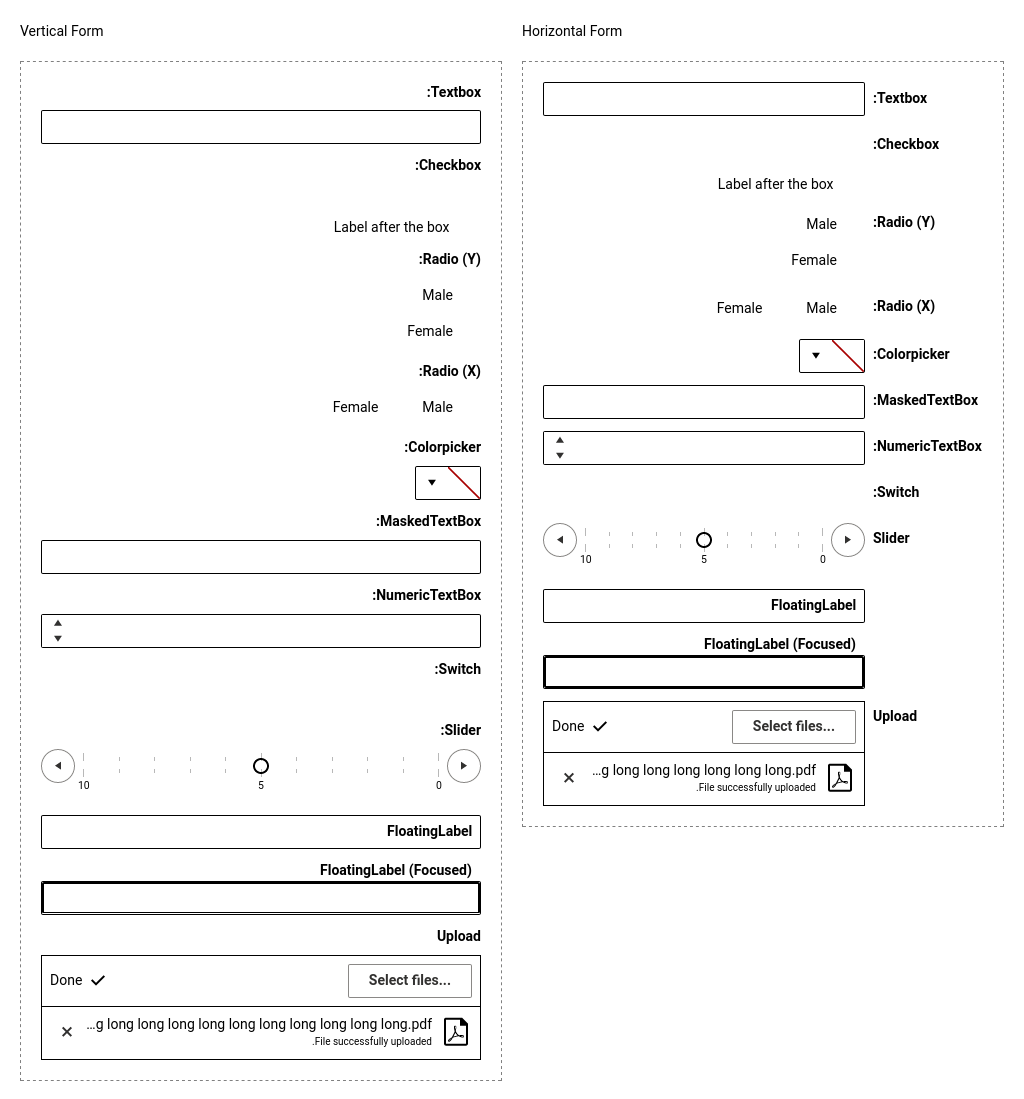 Vertical Form
:Textbox
:Checkbox
Label after the box
:Radio (Y)
Male
Female
:Radio (X)
Female Male
:Colorpicker
:MaskedTextBox
:NumericTextBox
:Switch
:Slider
10 5 0
FloatingLabel
FloatingLabel (Focused)
Upload
Done Select files...
...g long long long long long long long long long long.pdf
.File successfully uploaded
Horizontal Form
:Textbox
:Checkbox
Label after the box
Male :Radio (Y)
Female
Female Male :Radio (X)
:Colorpicker
:MaskedTextBox
:NumericTextBox
:Switch
Slider
10 5 0
FloatingLabel
FloatingLabel (Focused)
Upload
Done Select files...
...g long long long long long long.pdf
.File successfully uploaded